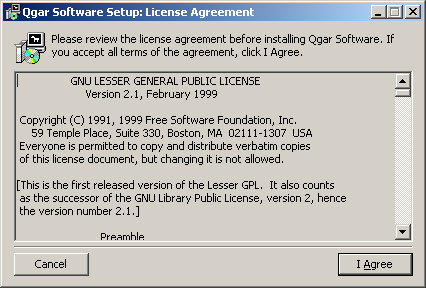 Qgar Software Setup: License Agreement
Please review the license agreement before installing Qgar Software. If
you accept all terms of the agreement, click I Agree.
GNU LESSER GENERAL PUBLIC LICENSE
Version 2.1, February 1999
Copyright (C) 1991, 1999 Free Software Foundation, Inc.
59 Temple Place, Suite 330, Boston, MA  02111-1307  USA
Everyone is permitted to copy and distribute verbatim copies
of this license document, but changing it is not allowed.
[This is the first released version of the Lesser GPL.  It also counts
as the successor of the GNU Library Public License, version 2, hence
the version number 2.1.]
Preamble
Cancel
I Agree